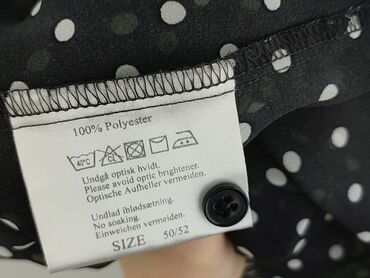 100% Polyester
40°C
Undgå optisk hvidt.
Please avoid optic brightener.
Optische Aufheller vermeiden.
Undlad iblødsætning.
No soaking.
Einweichen vermeiden.
SIZE 50/52